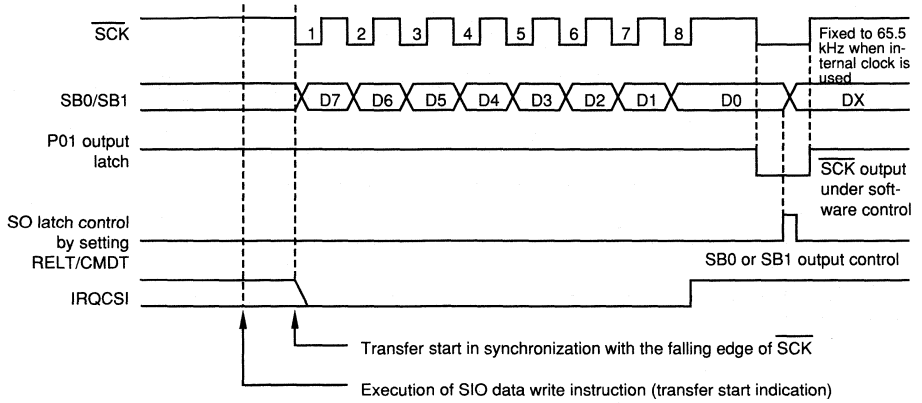 SCK
1 2 3 4 5 6 7 8
Fixed to 65.5
kHz when in-
ternal clock is
used
SB0/SB1
D7 D6 D5 D4 D3 D2 D1 D0 DX
P01 output
latch
SCK output
under soft-
ware control
SO latch control
by setting
RELT/CMDT
SB0 or SB1 output control
IRQCSI
Transfer start in synchronization with the falling edge of SCK
Execution of SIO data write instruction (transfer start indication)